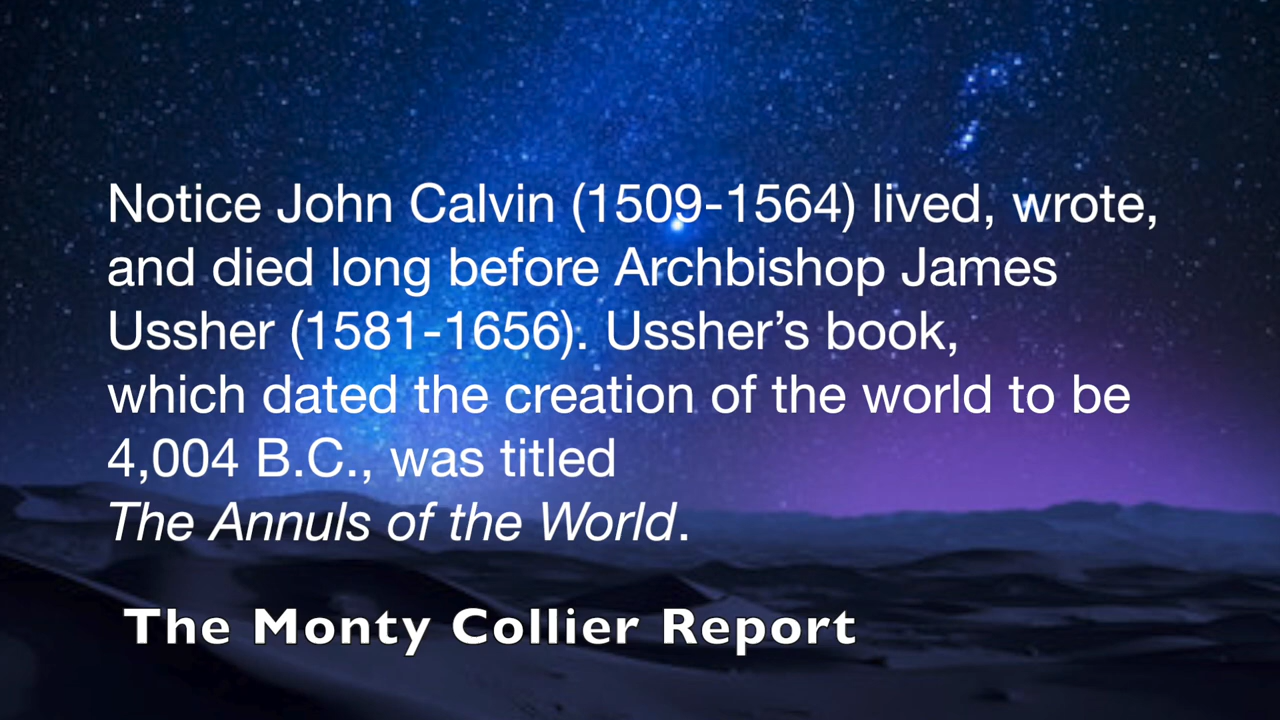 Notice John Calvin (1509-1564) lived, wrote,
and died long before Archbishop James
Ussher (1581-1656). Ussher’s book,
which dated the creation of the world to be
4,004 B.C., was titled
The Annuls of the World.
The Monty Collier Report